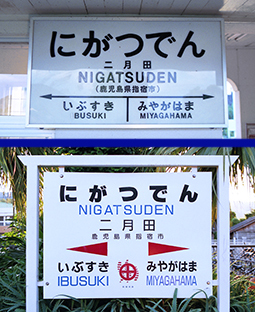 にがつでん
二月田
NIGATSUDEN
(鹿児島県指宿市)
いぶすき みやがはま
IBUSUKI MIYAGAHAMA
にがつでん
NIGATSUDEN
二月田
鹿児島県指宿市
いぶすき みやがはま
IBUSUKI MIYAGAHAMA